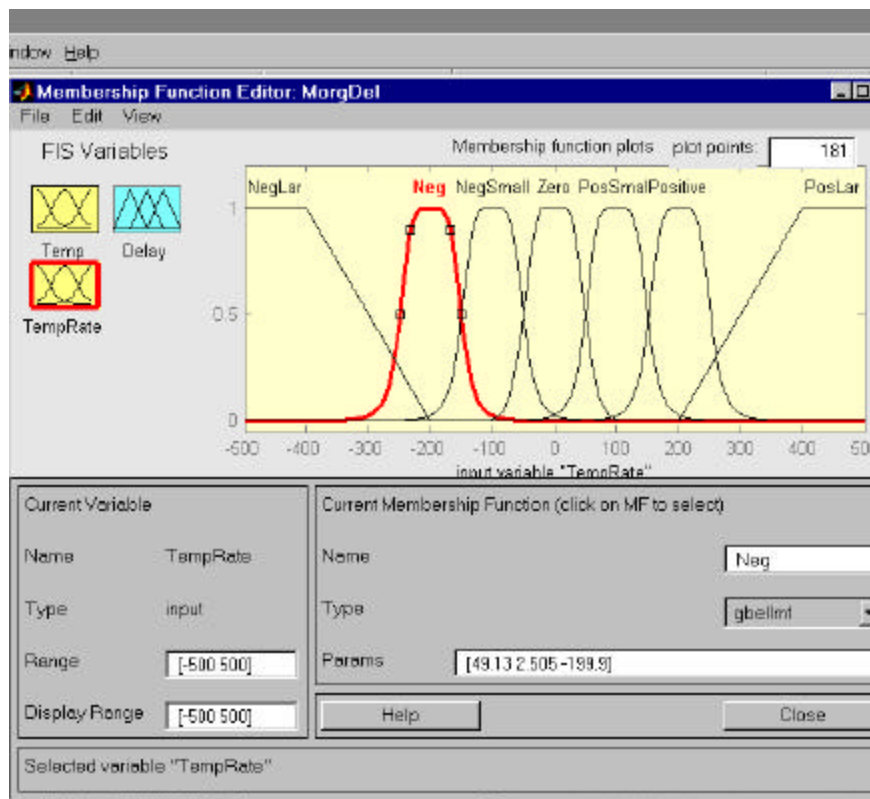 indow Help
Membership Function Editor: MorgDel
File Edit View
FIS Variables
Membership function plots plot points: 181
NegLar Neg NegSmall Zero PosSmalPositive PosLar
1
0.5
0
Temp Delay
TempRate
-500 -400 -300 -200 -100 0 100 200 300 400 50
input variable "TempRate"
Current Variable
Name TempRate
Type input
Range [-500 500]
Display Range [-500 500]
Current Membership Function (click on MF to select)
Name Neg
Type gbellmf
Params [49.13 2.505 -199.9]
Help Close
Selected variable "TempRate"